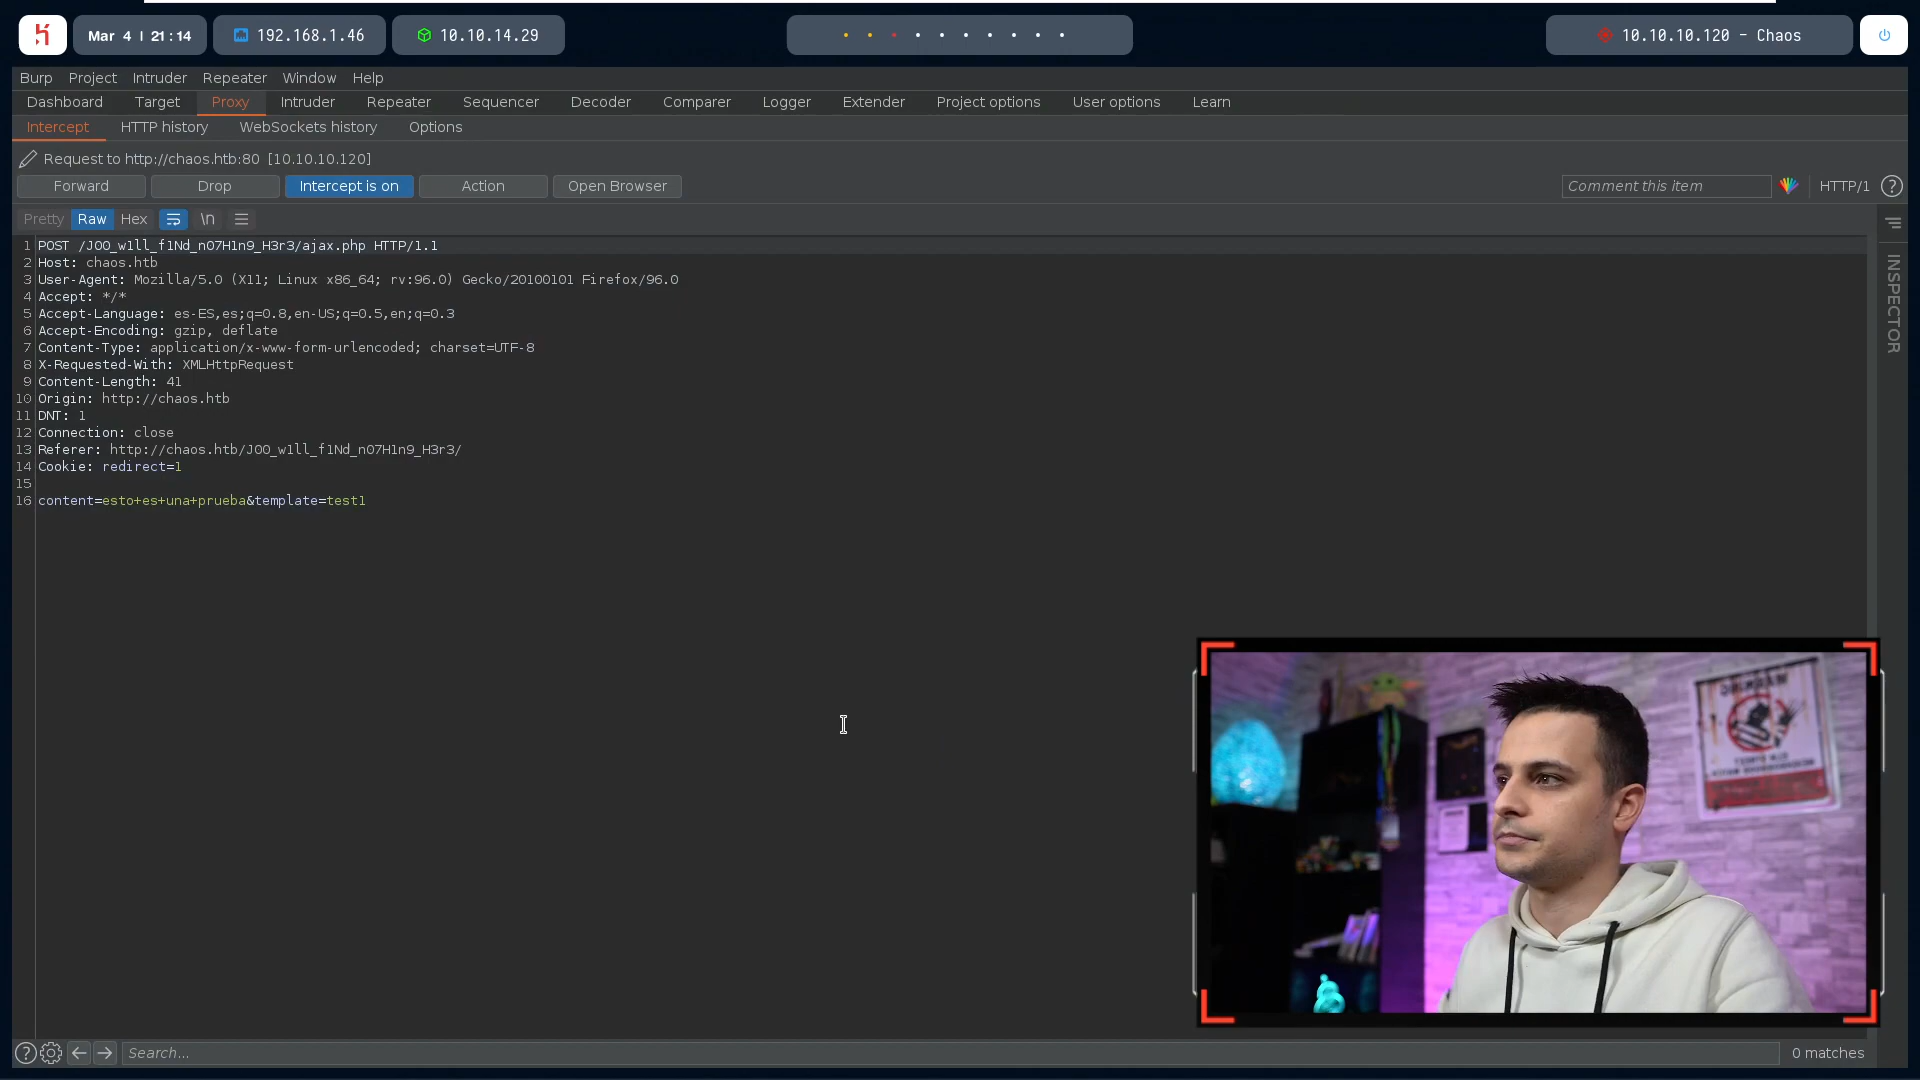 Mar 4 | 21:14
192.168.1.46
10.10.14.29
10.10.10.120 - Chaos
Burp Project Intruder Repeater Window Help
Dashboard Target Proxy Intruder Repeater Sequencer Decoder Comparer Logger Extender Project options User options Learn
Intercept HTTP history WebSockets history Options
Request to http://chaos.htb:80 [10.10.10.120]
Forward Drop Intercept is on Action Open Browser Comment this item HTTP/1 ?
Pretty Raw Hex \n
INSPECTOR
1 POST /J00_w1ll_f1Nd_n07H1n9_H3r3/ajax.php HTTP/1.1
2 Host: chaos.htb
3 User-Agent: Mozilla/5.0 (X11; Linux x86_64; rv:96.0) Gecko/20100101 Firefox/96.0
4 Accept: */*
5 Accept-Language: es-ES,es;q=0.8,en-US;q=0.5,en;q=0.3
6 Accept-Encoding: gzip, deflate
7 Content-Type: application/x-www-form-urlencoded; charset=UTF-8
8 X-Requested-With: XMLHttpRequest
9 Content-Length: 41
10 Origin: http://chaos.htb
11 DNT: 1
12 Connection: close
13 Referer: http://chaos.htb/J00_w1ll_f1Nd_n07H1n9_H3r3/
14 Cookie: redirect=1
15
16 content=esto+es+una+prueba&template=test1
? Search... 0 matches